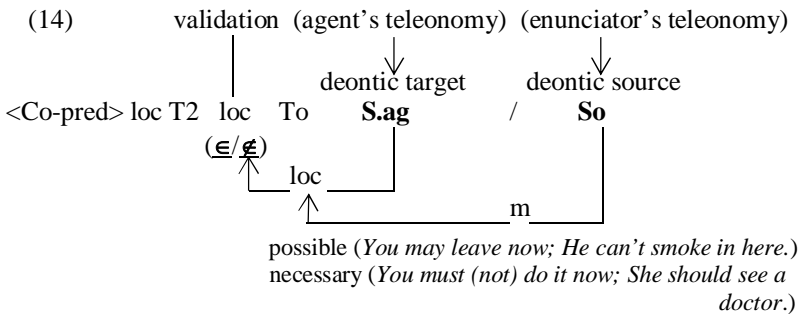 (14) validation (agent's teleonomy) (enunciator's teleonomy)
deontic target deontic source
<Co-pred> loc T2 loc To S.ag / So
(∈/∉)
loc
m
possible (You may leave now; He can't smoke in here.)
necessary (You must (not) do it now; She should see a
doctor.)